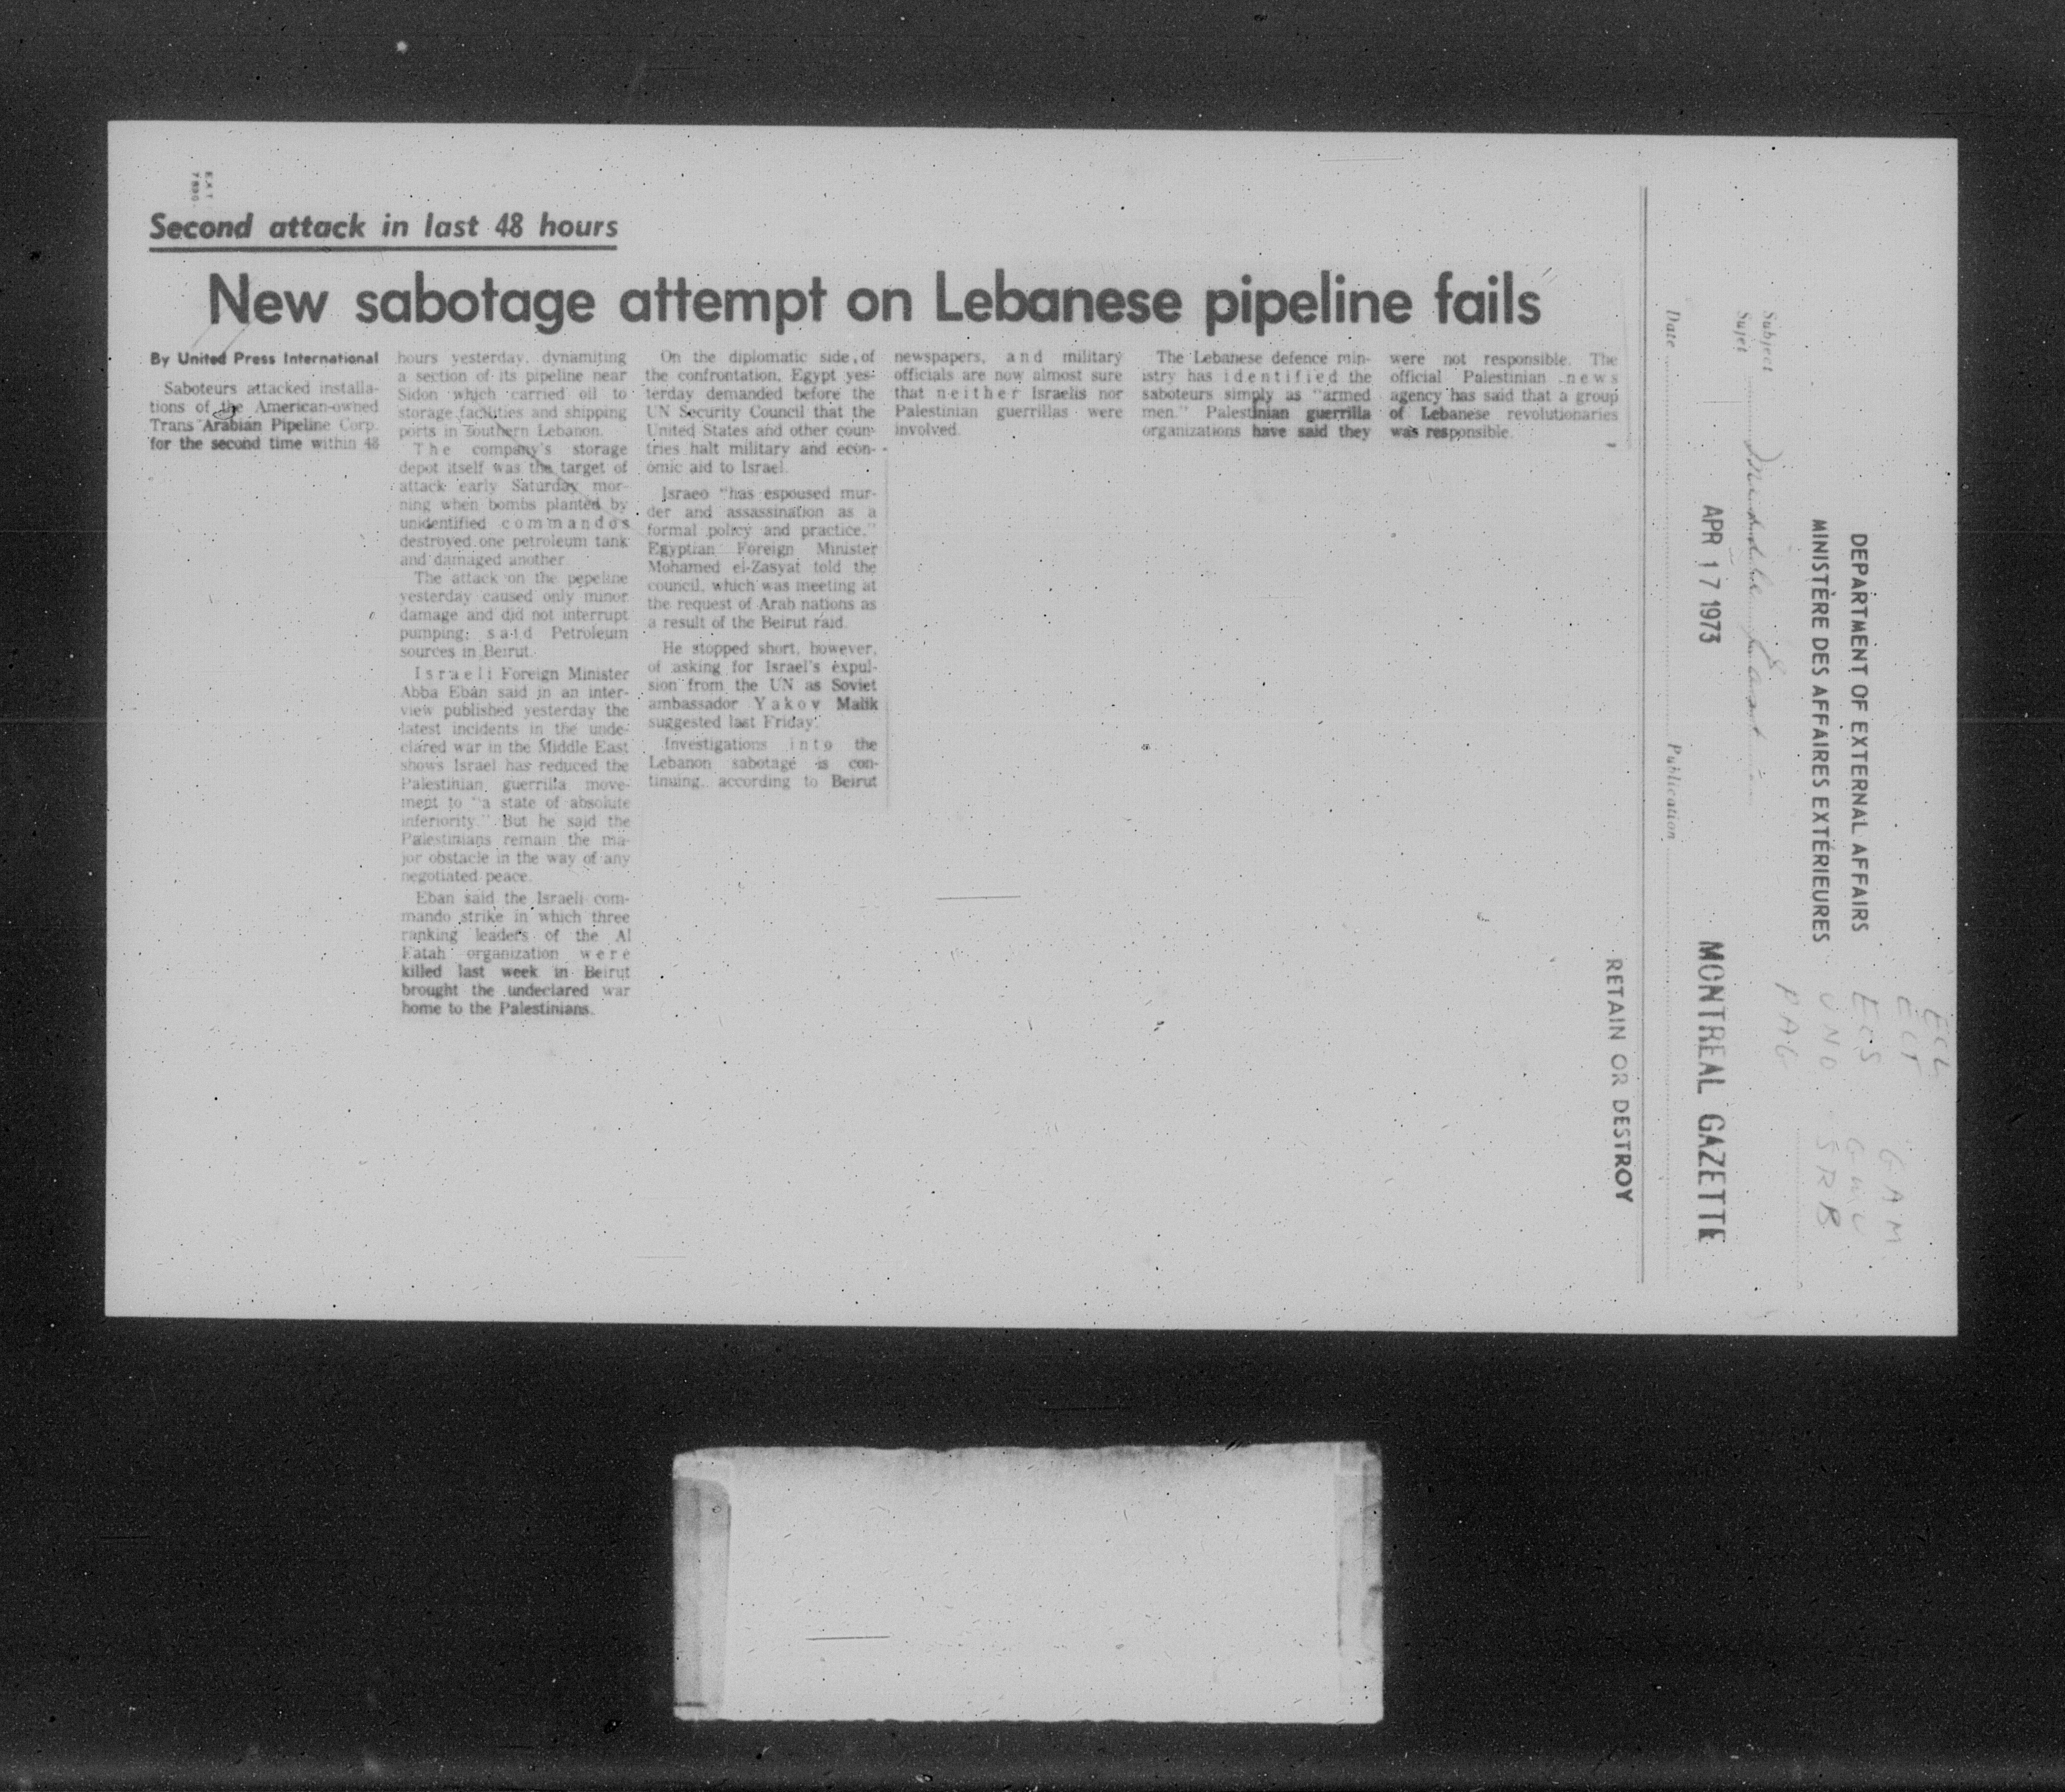 EXT
Second attack in last 48 hours
New sabotage attempt on Lebanese pipeline fails
By United Press International
Saboteurs attacked installa-
tions of the American-owned
Trans Arabian Pipeline Corp.
for the second time within 48
hours yesterday, dynamiting
a section of its pipeline near
Sidon which carried oil to
storage facilities and shipping
ports in southern Lebanon.
The company's storage
depot itself was the target of
attack early Saturday mor-
ning when bombs planted by
unidentified commandos
destroyed one petroleum tank
and damaged another
The attack on the pepeline
yesterday caused only minor
damage and did not interrupt
pumping, said Petroleum
sources in Beirut.
Israeli Foreign Minister
Abba Eban said in an inter-
view published yesterday the
latest incidents in the unde-
clared war in the Middle East
shows Israel has reduced the
Palestinian guerrilla move-
ment to "a state of absolute
inferiority." But he said the
Palestinians remain the ma-
jor obstacle in the way of any
negotiated peace.
Eban said the Israeli com-
mando strike in which three
ranking leaders of the Al
Fatah organization were
killed last week in Beirut
brought the undeclared war
home to the Palestinians.
On the diplomatic side, of
the confrontation, Egypt yes-
terday demanded before the
UN Security Council that the
United States and other coun-
tries halt military and econ-
omic aid to Israel.
Israeo "has espoused mur-
der and assassination as a
formal policy and practice,"
Egyptian Foreign Minister
Mohamed el-Zasyat told the
council, which was meeting at
the request of Arab nations as
a result of the Beirut raid.
He stopped short, however,
of asking for Israel's expul-
sion from the UN as Soviet
ambassador Yakov Malik
suggested last Friday.
Investigations into the
Lebanon sabotage is con-
tinuing, according to Beirut
newspapers, and military
officials are now almost sure
that neither Israelis nor
Palestinian guerrillas were
involved.
The Lebanese defence min-
istry has identified the
saboteurs simply as "armed
men." Palestinian guerrilla
organizations have said they
were not responsible. The
official Palestinian news
agency has said that a group
of Lebanese revolutionaries
was responsible.
DEPARTMENT OF EXTERNAL AFFAIRS
MINISTÈRE DES AFFAIRES EXTÉRIEURES
Subject
Sujet
Date APR 17 1973 Publication MONTREAL GAZETTE
RETAIN OR DESTROY
ECL
ECT GAM
ECS GWU
UNO SRB
PAG